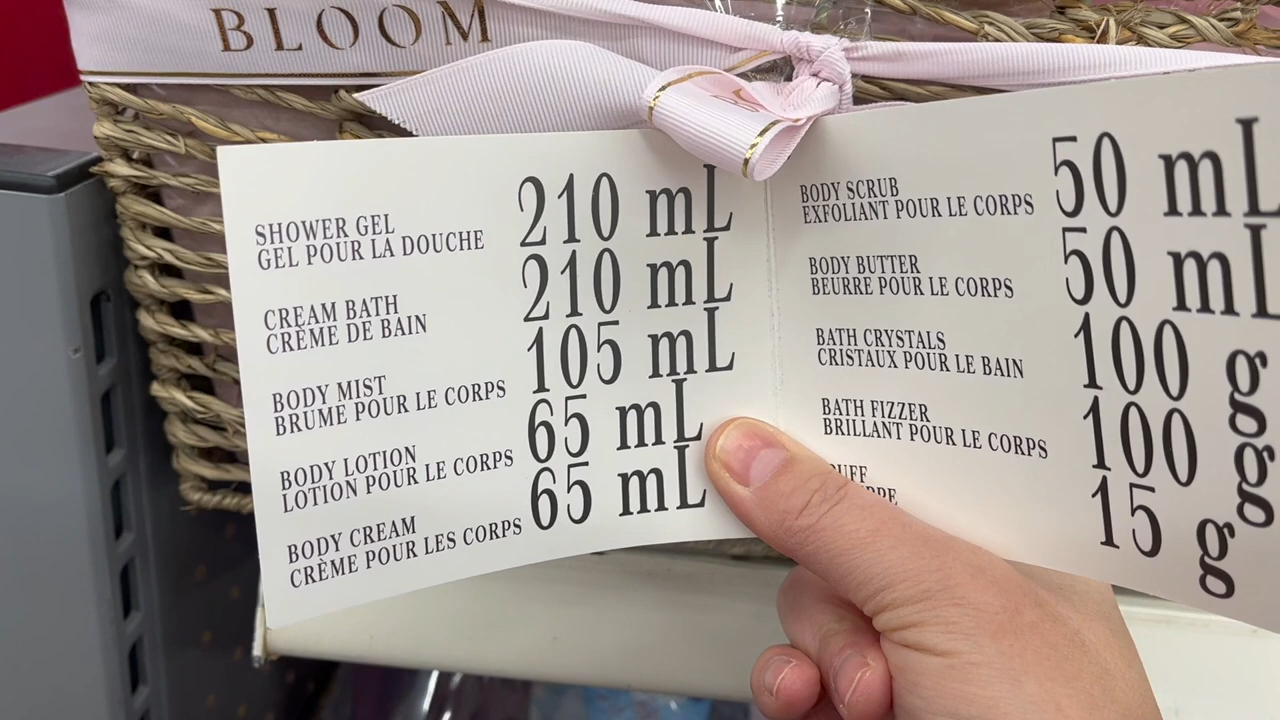 BLOOM
SHOWER GEL
GEL POUR LA DOUCHE
210 mL
CREAM BATH
CRÈME DE BAIN
210 mL
BODY MIST
BRUME POUR LE CORPS
105 mL
BODY LOTION
LOTION POUR LE CORPS
65 mL
BODY CREAM
CRÈME POUR LES CORPS
65 mL
BODY SCRUB
EXFOLIANT POUR LE CORPS
50 mL
BODY BUTTER
BEURRE POUR LE CORPS
50 mL
BATH CRYSTALS
CRISTAUX POUR LE BAIN
100 g
BATH FIZZER
BRILLANT POUR LE CORPS
100 g
15 g